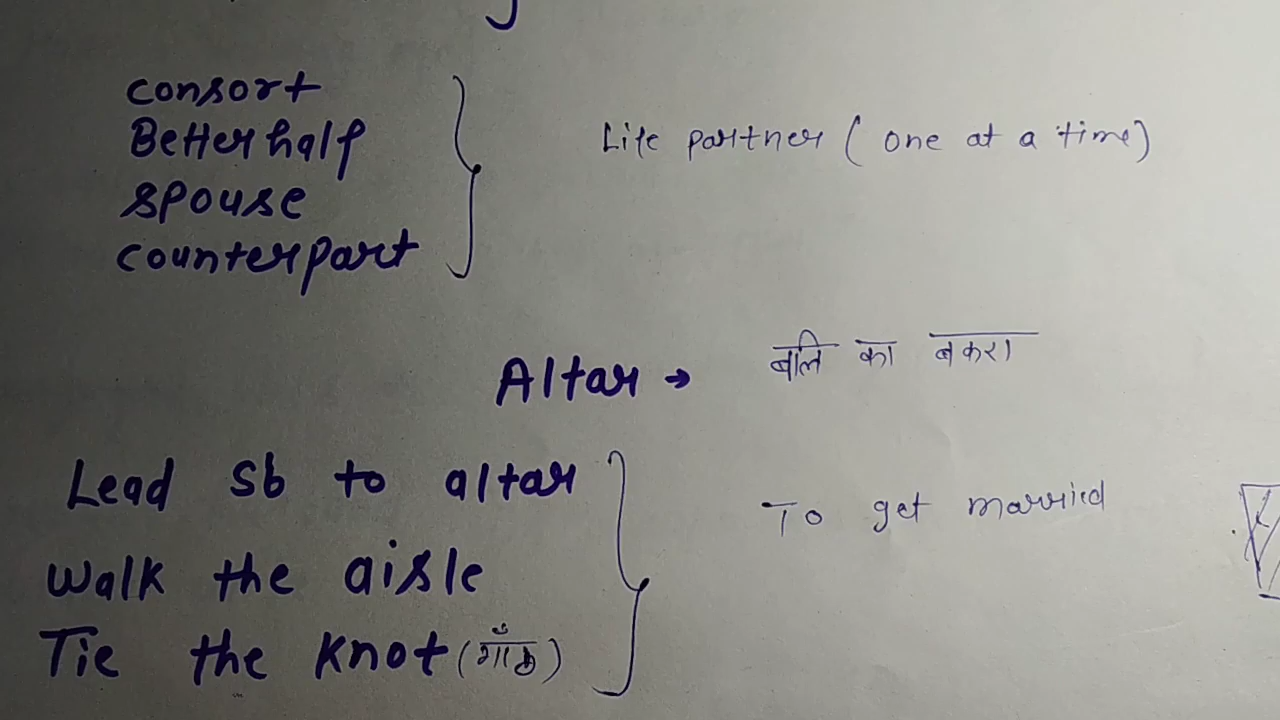 consort
Better half
spouse
counterpart
Life partner ( one at a time)
Altar → बलि का बकरा
Lead sb to altar
walk the aisle
Tie the knot (गाँठ)
To get married